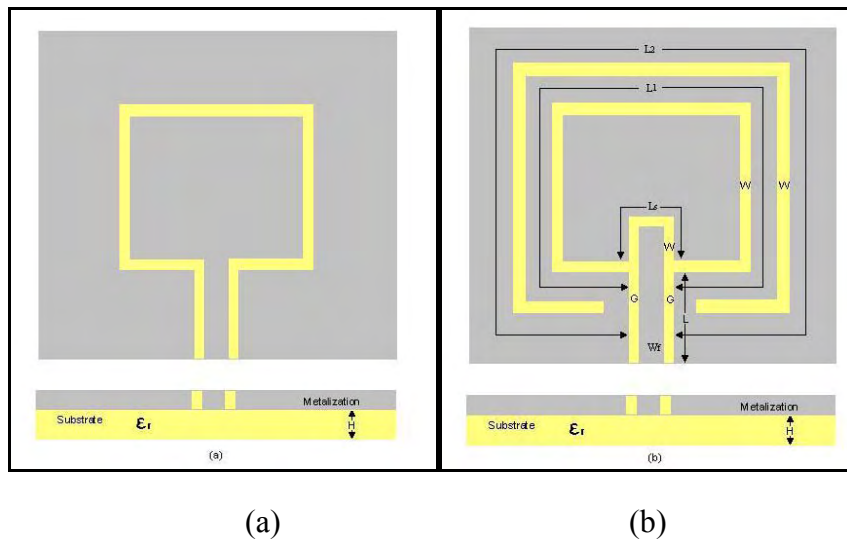 Metalization
Substrate
εr
H
(a)
L2
L1
Ls
W
W
W
G
G
L
Wf
Metalization
Substrate
εr
H
(b)
(a)
(b)